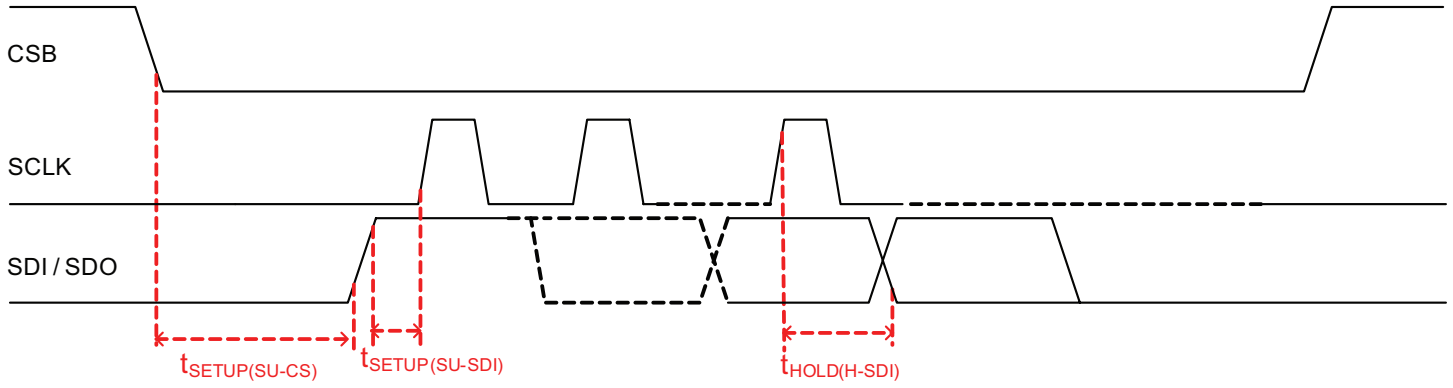 CSB
SCLK
SDI / SDO
tSETUP(SU-CS)
tSETUP(SU-SDI)
tHOLD(H-SDI)